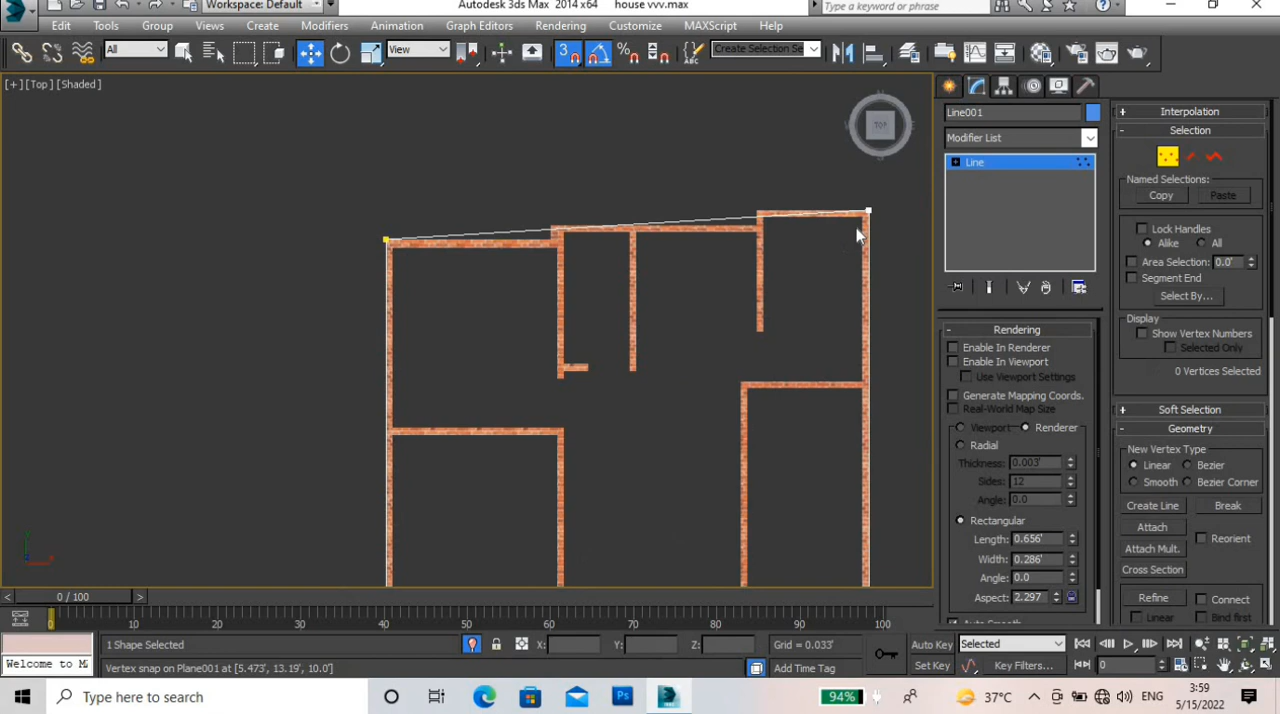 Workspace: Default
Autodesk 3ds Max 2014 x64
house vvv.max
Type a keyword or phrase
Edit Tools Group Views Create Modifiers Animation Graph Editors Rendering Customize MAXScript Help
All
View
3
Create Selection Se
[+] [Top] [Shaded]
TOP
Line001
Modifier List
Line
Rendering
Enable In Renderer
Enable In Viewport
Use Viewport Settings
Generate Mapping Coords.
Real-World Map Size
Viewport Renderer
Radial
Thickness: 0.003'
Sides: 12
Angle: 0.0
Rectangular
Length: 0.656'
Width: 0.286'
Angle: 0.0
Aspect: 2.297
Auto Smooth
+ Interpolation
- Selection
Named Selections:
Copy Paste
Lock Handles
Alike All
Area Selection: 0.0'
Segment End
Select By...
Display
Show Vertex Numbers
Selected Only
0 Vertices Selected
+ Soft Selection
- Geometry
New Vertex Type
Linear Bezier
Smooth Bezier Corner
Create Line Break
Attach Reorient
Attach Mult.
Cross Section
Refine Connect
Linear Bind first
< 0 / 100 >
0 10 20 30 40 50 60 70 80 90 100
1 Shape Selected X: Y: Z: Grid = 0.033' Auto Key Selected
Welcome to M
Vertex snap on Plane001 at [5.473', 13.19', 10.0'] Add Time Tag Set Key Key Filters... 0
Type here to search
Ps
94%
37°C
ENG
3:59
5/15/2022